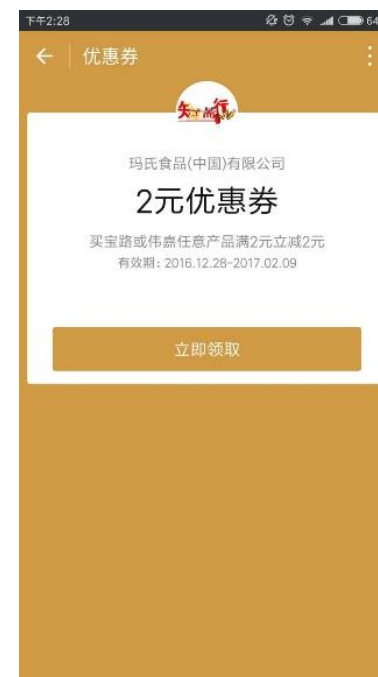 下午2:28
64
优惠券
玛氏食品(中国)有限公司
2元优惠券
买宝路或伟嘉任意产品满2元立减2元
有效期: 2016.12.28-2017.02.09
立即领取